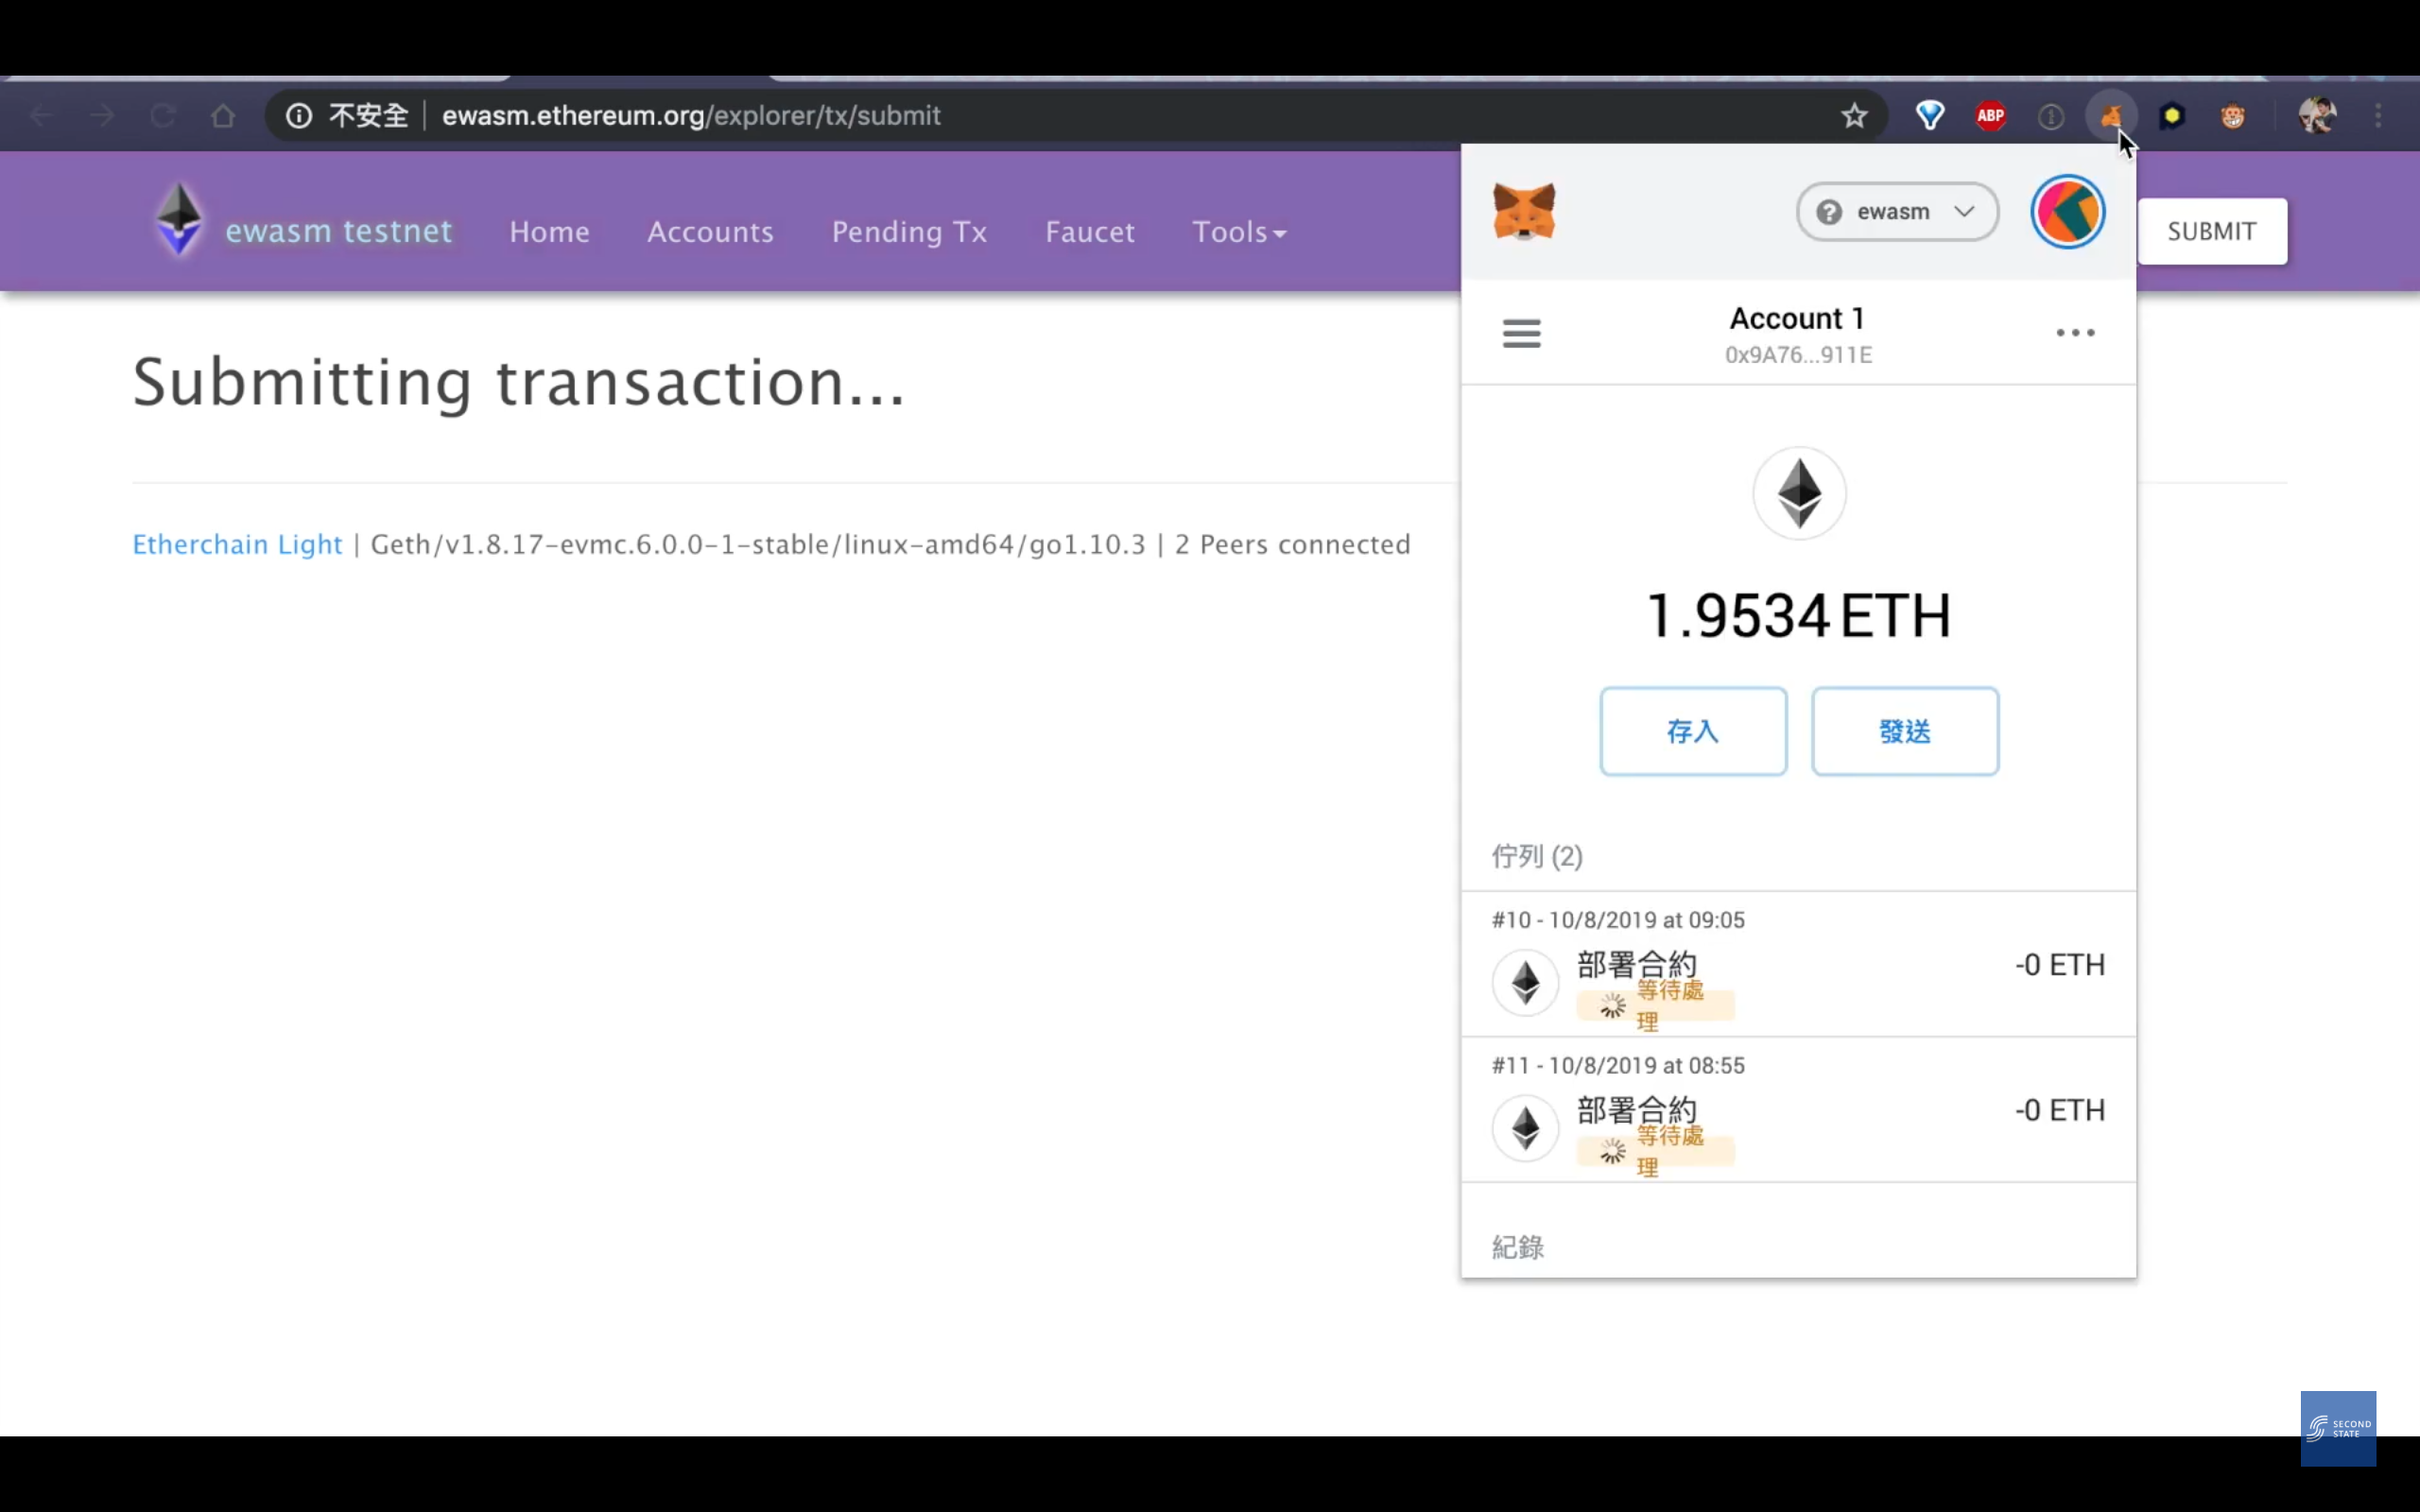 不安全 | ewasm.ethereum.org/explorer/tx/submit
ABP
ewasm testnet Home Accounts Pending Tx Faucet Tools
SUBMIT
Submitting transaction...
Etherchain Light | Geth/v1.8.17-evmc.6.0.0-1-stable/linux-amd64/go1.10.3 | 2 Peers connected
ewasm
Account 1
0x9A76...911E
1.9534 ETH
存入 發送
佇列 (2)
#10 - 10/8/2019 at 09:05
部署合約 -0 ETH
等待處
理
#11 - 10/8/2019 at 08:55
部署合約 -0 ETH
等待處
理
紀錄
SECOND
STATE